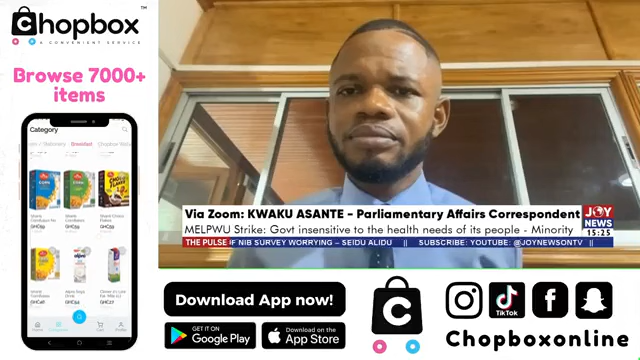 Chopbox
TM
A CONVENIENT SERVICE
Browse 7000+
items
Category
Stationery
Breakfast
Via Zoom: KWAKU ASANTE - Parliamentary Affairs Correspondent
MELPWU Strike: Govt insensitive to the health needs of its people - Minority
JOY
NEWS
15:25
THE PULSE
IF NIB SURVEY WORRYING – SEIDU ALIDU || SUBSCRIBE: YOUTUBE: @JOYNEWSONTV ||
Download App now!
GET IT ON
Google Play
Download on the
App Store
TikTok
Chopboxonline